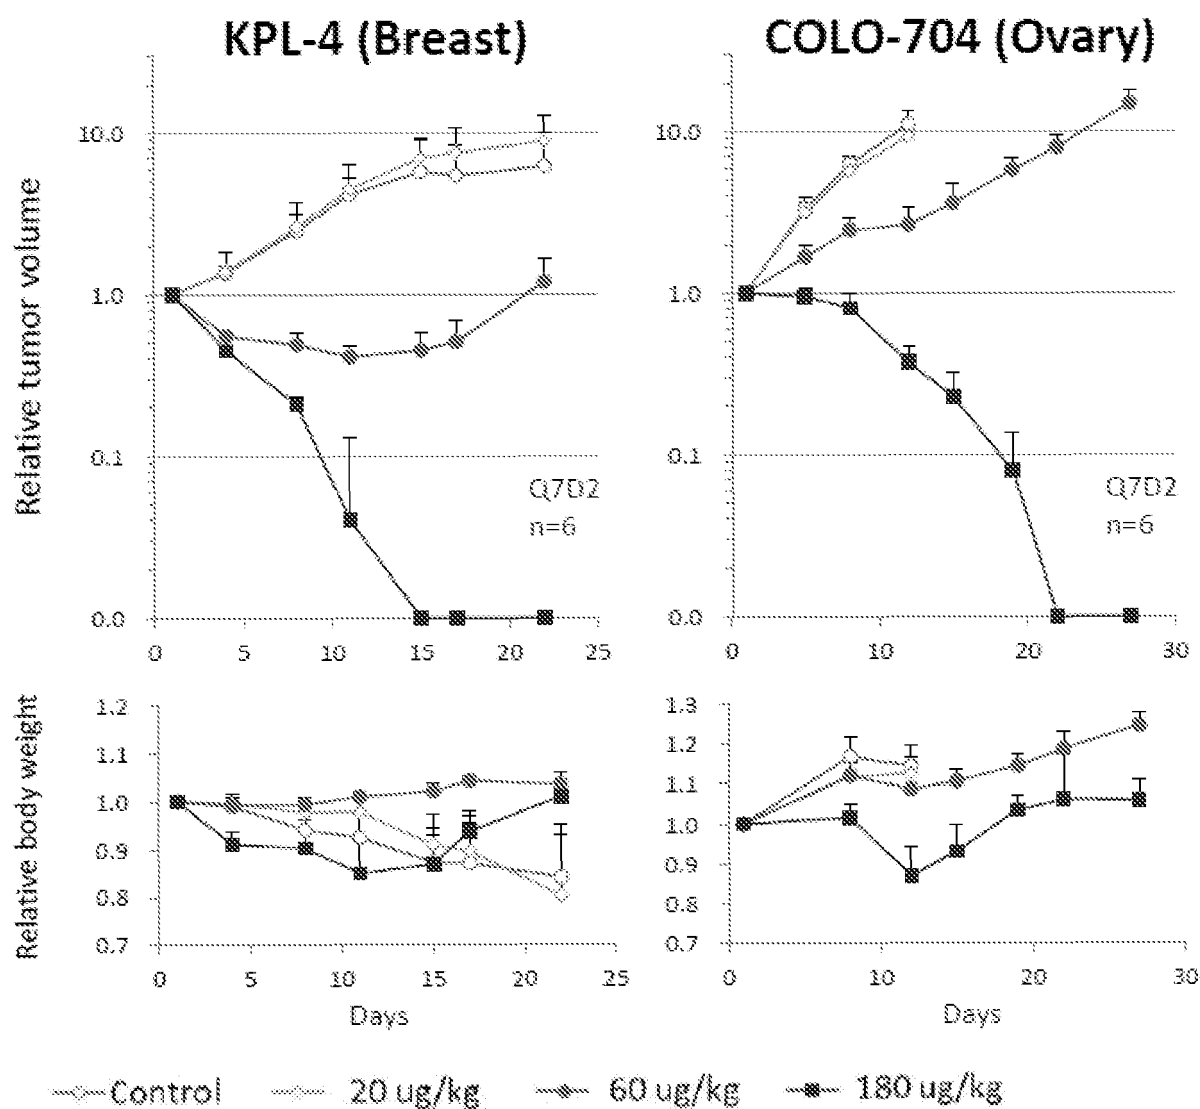 KPL-4 (Breast)
COLO-704 (Ovary)
Relative tumor volume
10.0
1.0
0.1
0.0
Q7D2
n=6
0 5 10 15 20 25
10.0
1.0
0.1
0.0
Q7D2
n=6
0 10 20 30
Relative body weight
1.2
1.1
1.0
0.9
0.8
0.7
0 5 10 15 20 25
Days
1.3
1.2
1.1
1.0
0.9
0.8
0.7
0 10 20 30
Days
Control 20 ug/kg 60 ug/kg 180 ug/kg